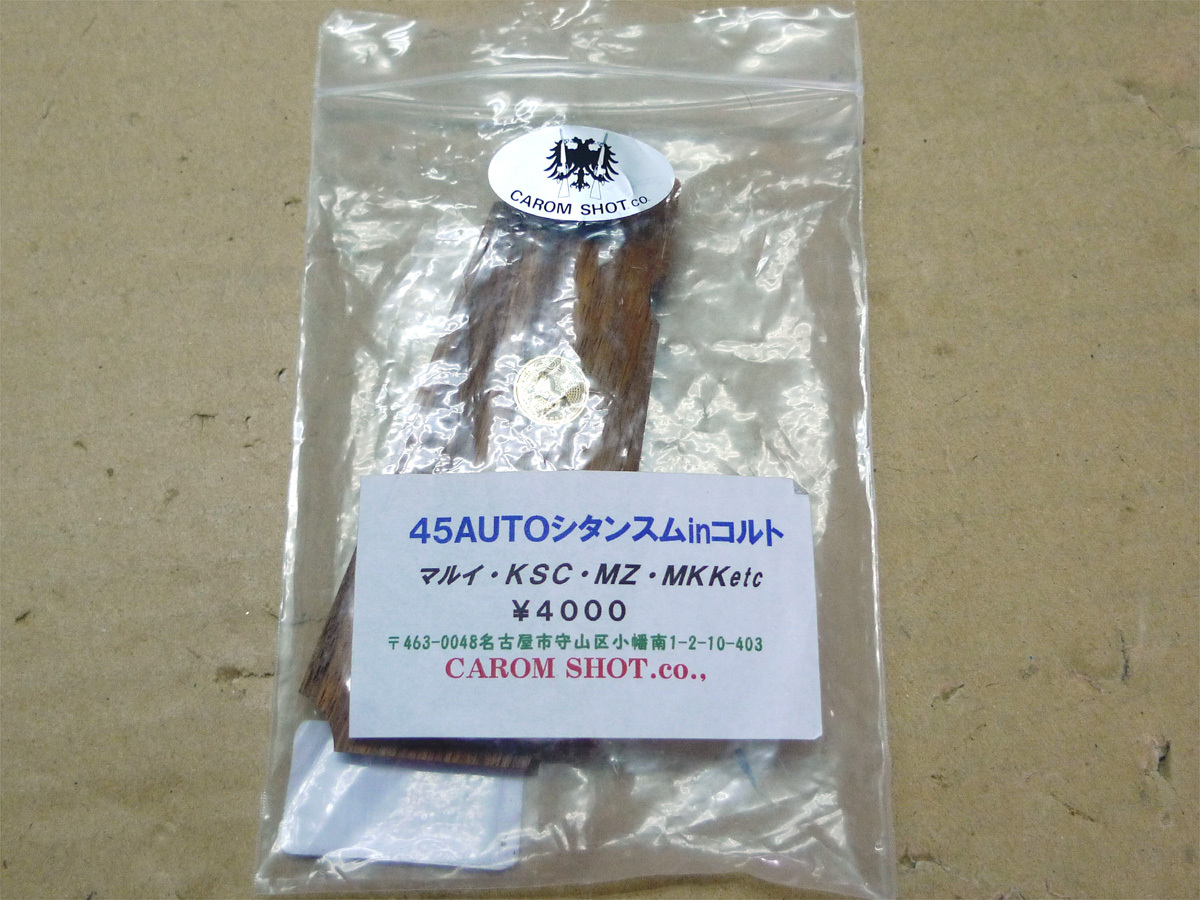 CAROM SHOT CO.
45AUTOシタンスムinコルト
マルイ・KSC・MZ・MKKetc
¥4000
〒463-0048名古屋市守山区小幡南1-2-10-403
CAROM SHOT.co.,